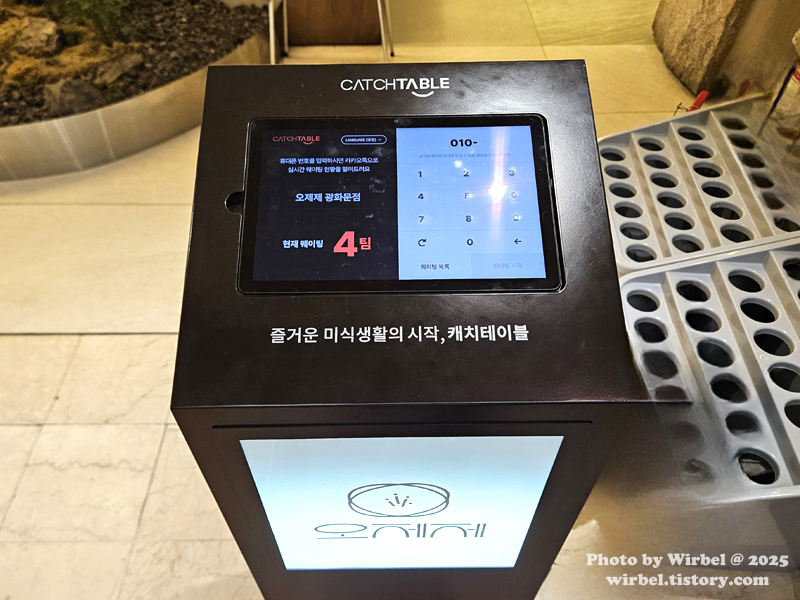 CATCHTABLE
CATCHTABLE
LANGUAGE (언어)
휴대폰 번호를 입력하시면 카카오톡으로
실시간 웨이팅 현황을 알려드려요
오제제 광화문점
현재 웨이팅 4팀
010-
1 2 3
4 5 6
7 8 9
0
웨이팅 목록
즐거운 미식생활의 시작, 캐치테이블
오제제
Photo by Wirbel @ 2025
wirbel.tistory.com